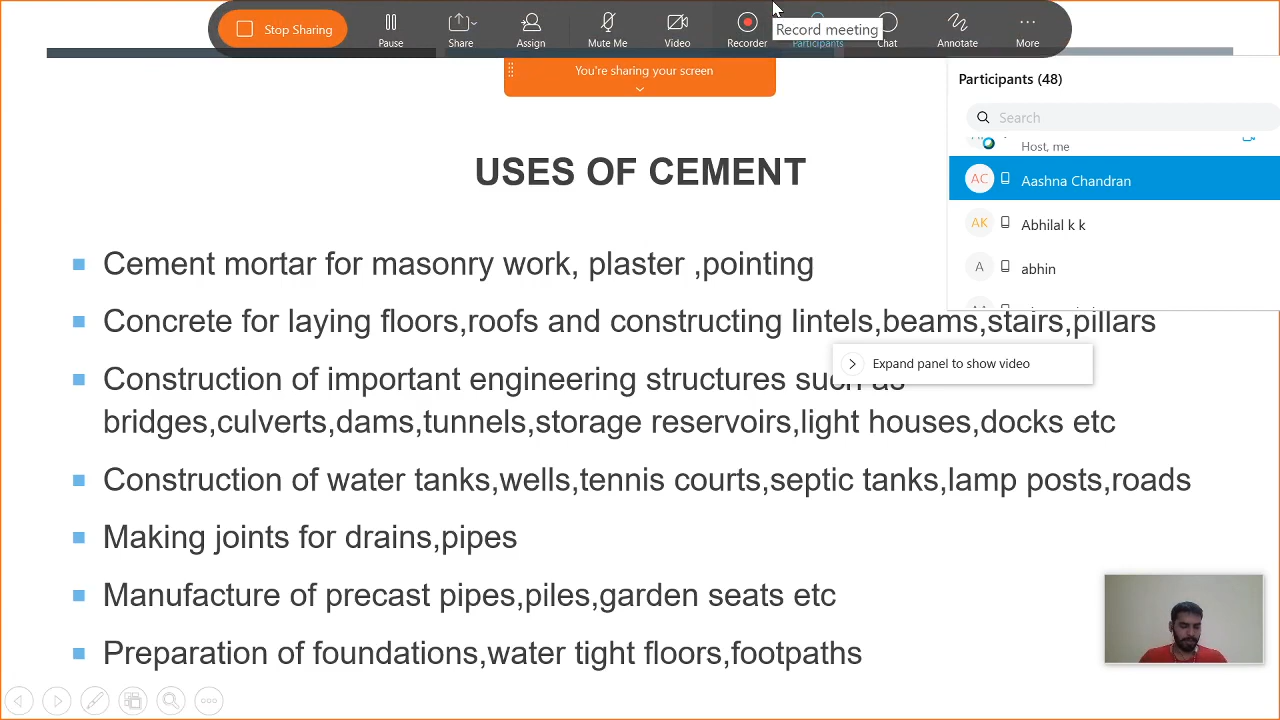 Stop Sharing
Pause
Share
Assign
Mute Me
Video
Recorder
Participants
Chat
Annotate
More
Record meeting
You're sharing your screen
Participants (48)
Search
Host, me
AC Aashna Chandran
AK Abhilal k k
A abhin
USES OF CEMENT
Cement mortar for masonry work, plaster ,pointing
Concrete for laying floors,roofs and constructing lintels,beams,stairs,pillars
Expand panel to show video
Construction of important engineering structures such as
bridges,culverts,dams,tunnels,storage reservoirs,light houses,docks etc
Construction of water tanks,wells,tennis courts,septic tanks,lamp posts,roads
Making joints for drains,pipes
Manufacture of precast pipes,piles,garden seats etc
Preparation of foundations,water tight floors,footpaths